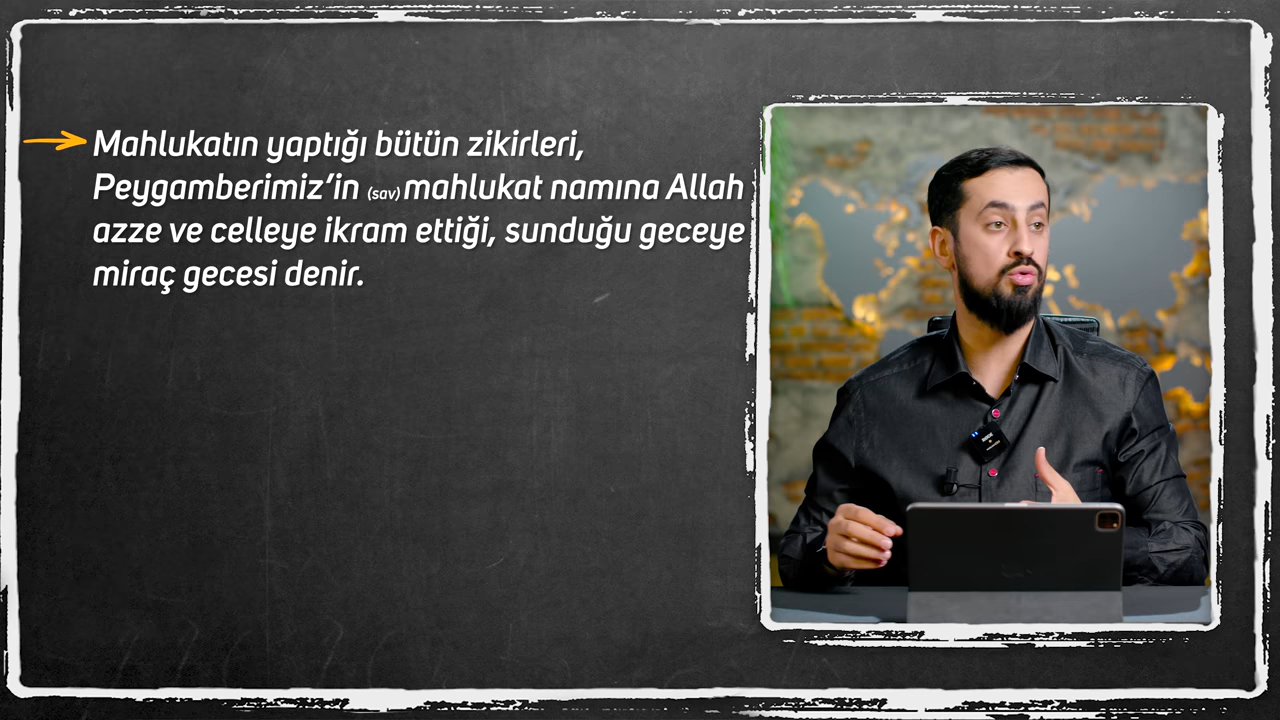 Mahlukatın yaptığı bütün zikirleri,
Peygamberimiz’in (sav) mahlukat namına Allah
azze ve celleye ikram ettiği, sunduğu geceye
miraç gecesi denir.